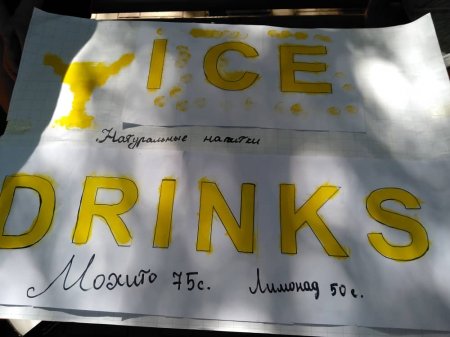 iCE
Натуральные напитки
DRINKS
Мохито 75с. Лимонад 50с.